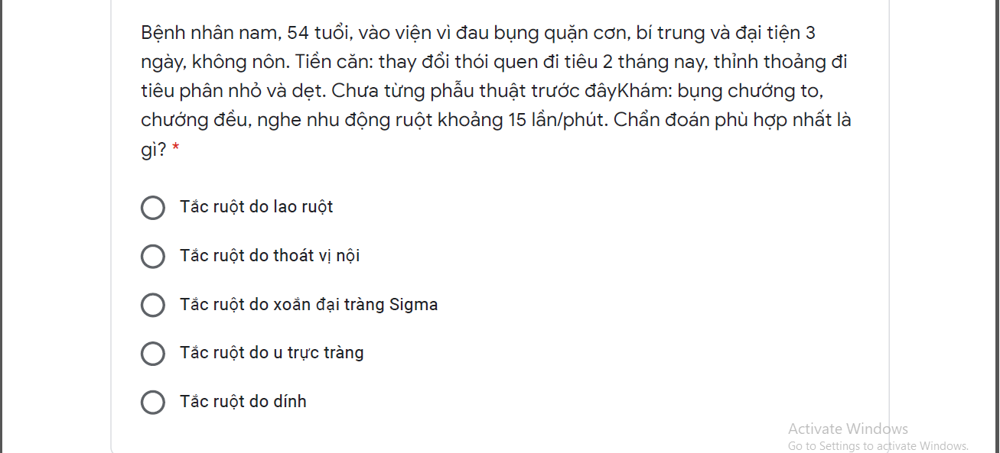 Bệnh nhân nam, 54 tuổi, vào viện vì đau bụng quặn cơn, bí trung và đại tiện 3
ngày, không nôn. Tiền căn: thay đổi thói quen đi tiêu 2 tháng nay, thỉnh thoảng đi
tiêu phân nhỏ và dẹt. Chưa từng phẫu thuật trước đâyKhám: bụng chướng to,
chướng đều, nghe nhu động ruột khoảng 15 lần/phút. Chẩn đoán phù hợp nhất là
gì? *
Tắc ruột do lao ruột
Tắc ruột do thoát vị nội
Tắc ruột do xoắn đại tràng Sigma
Tắc ruột do u trực tràng
Tắc ruột do dính
Activate Windows
Go to Settings to activate Windows.